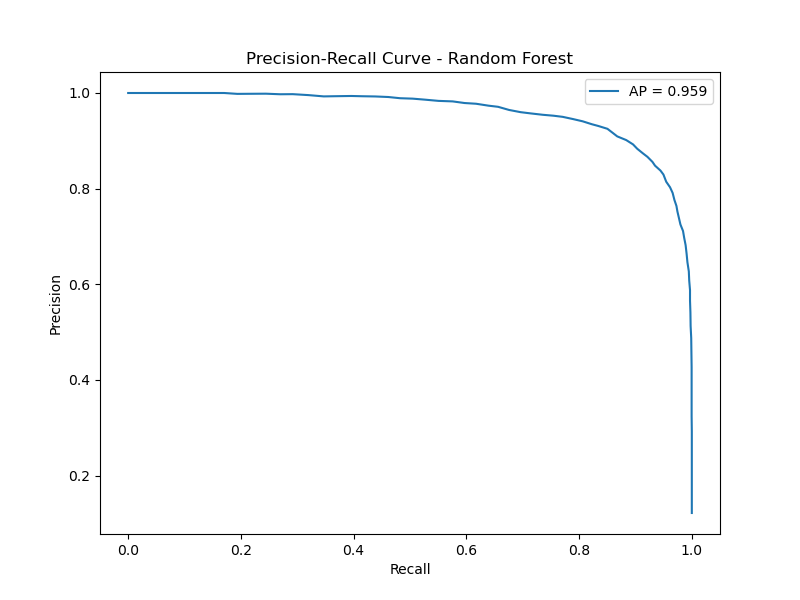 Precision-Recall Curve - Random Forest
AP = 0.959
1.0
0.8
0.6
0.4
0.2
Precision
0.0 0.2 0.4 0.6 0.8 1.0
Recall